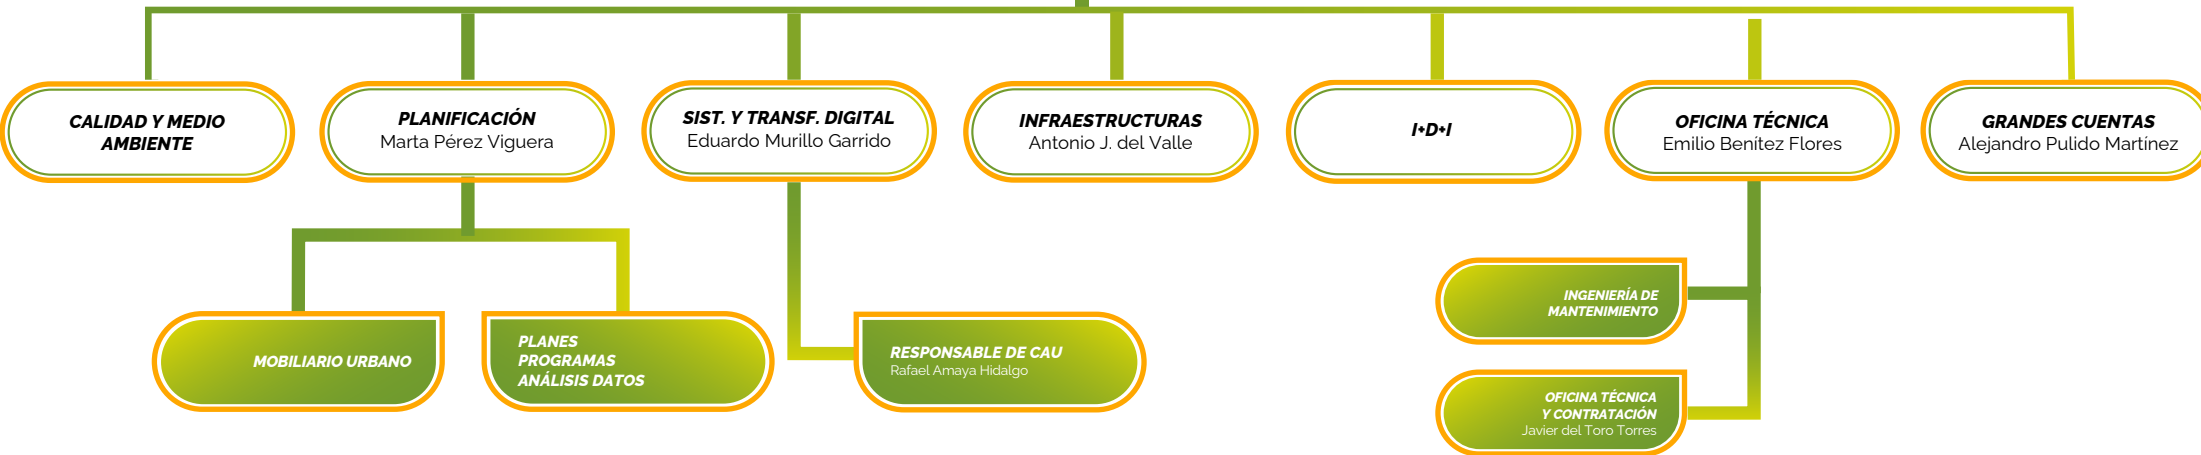 CALIDAD Y MEDIO
AMBIENTE
PLANIFICACIÓN
Marta Pérez Viguera
SIST. Y TRANSF. DIGITAL
Eduardo Murillo Garrido
INFRAESTRUCTURAS
Antonio J. del Valle
I+D+I
OFICINA TÉCNICA
Emilio Benítez Flores
GRANDES CUENTAS
Alejandro Pulido Martínez
MOBILIARIO URBANO
PLANES
PROGRAMAS
ANÁLISIS DATOS
RESPONSABLE DE CAU
Rafael Amaya Hidalgo
INGENIERÍA DE
MANTENIMIENTO
OFICINA TÉCNICA
Y CONTRATACIÓN
Javier del Toro Torres